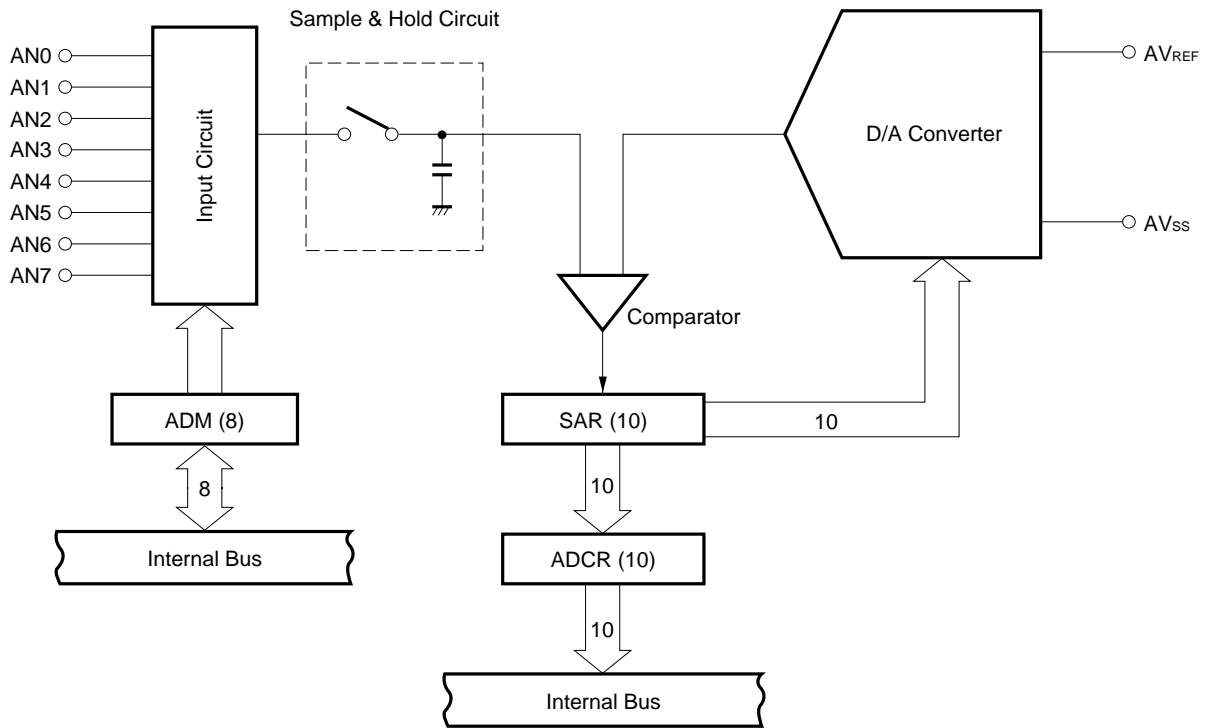 Sample & Hold Circuit
AN0
AN1
AN2
AN3
AN4
AN5
AN6
AN7
Input Circuit
D/A Converter
AVREF
AVSS
Comparator
ADM (8)
SAR (10)
10
8
10
Internal Bus
ADCR (10)
10
Internal Bus